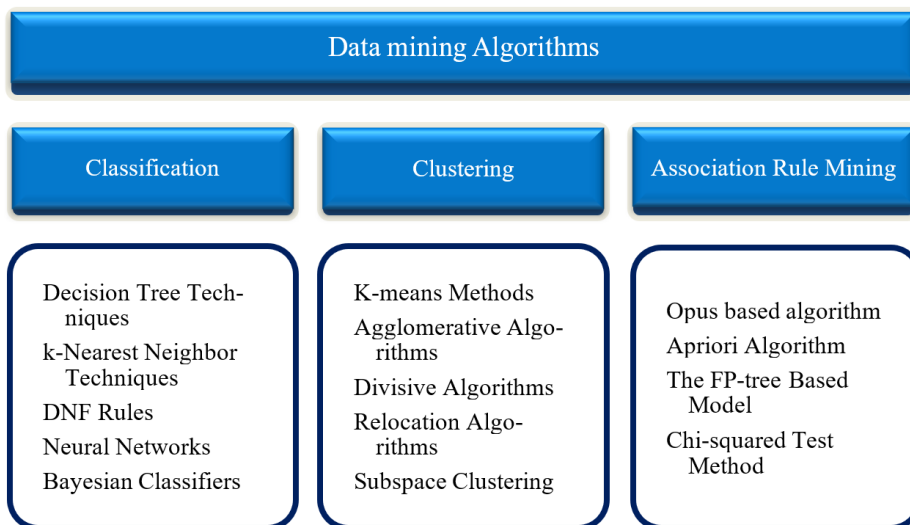 Data mining Algorithms
Classification
Clustering
Association Rule Mining
Decision Tree Tech-
niques
k-Nearest Neighbor
Techniques
DNF Rules
Neural Networks
Bayesian Classifiers
K-means Methods
Agglomerative Algo-
rithms
Divisive Algorithms
Relocation Algo-
rithms
Subspace Clustering
Opus based algorithm
Apriori Algorithm
The FP-tree Based
Model
Chi-squared Test
Method